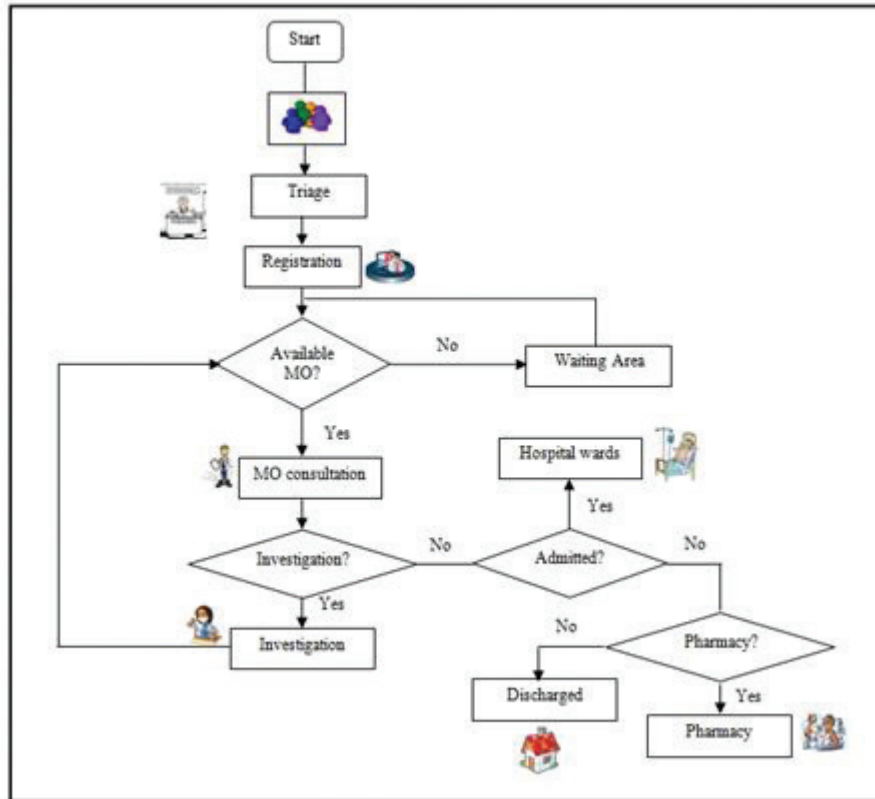 Start
Triage
Registration
Available
MO?
No
Waiting Area
Yes
MO consultation
Hospital wards
Yes
Investigation?
No
Admitted?
No
Yes
Investigation
No
Pharmacy?
Discharged
Yes
Pharmacy